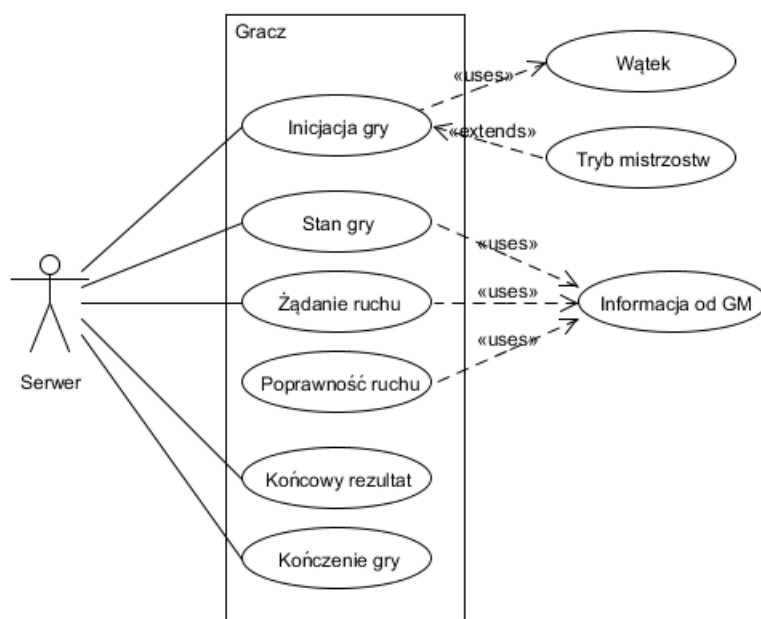 Gracz
Wątek
«uses»
Inicjacja gry
«extends»
Tryb mistrzostw
Stan gry
«uses»
Żądanie ruchu
«uses»
Informacja od GM
«uses»
Poprawność ruchu
Serwer
Końcowy rezultat
Kończenie gry